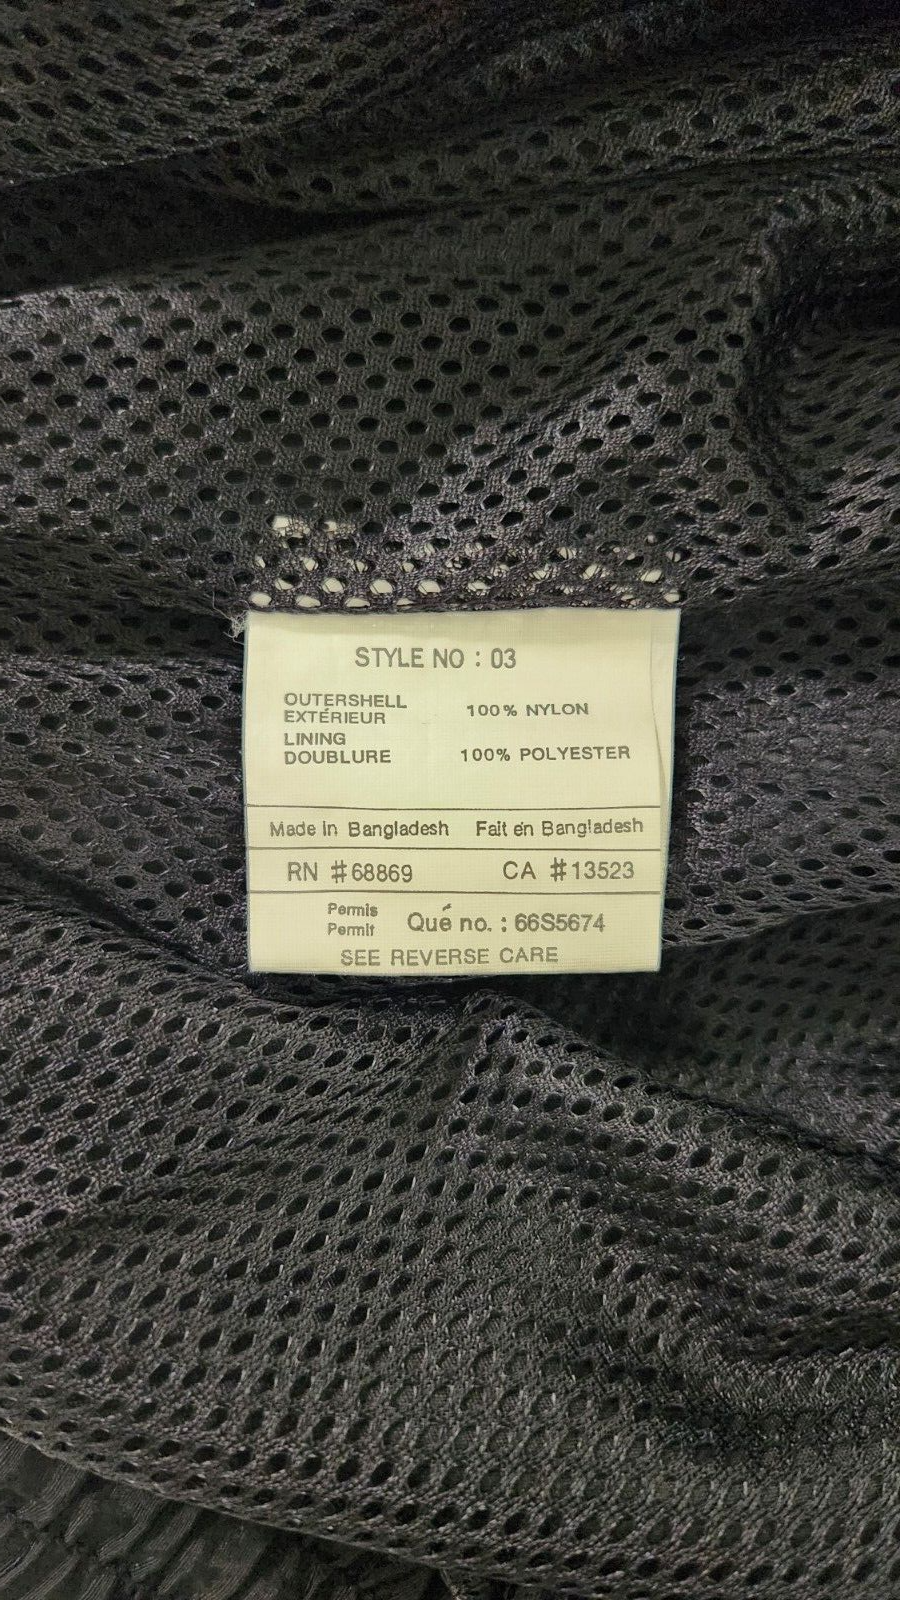 STYLE NO : 03
OUTERSHELL
EXTÉRIEUR 100% NYLON
LINING
DOUBLURE 100% POLYESTER
Made in Bangladesh Fait en Bangladesh
RN #68869 CA #13523
Permis
Permit Qué no. : 66S5674
SEE REVERSE CARE